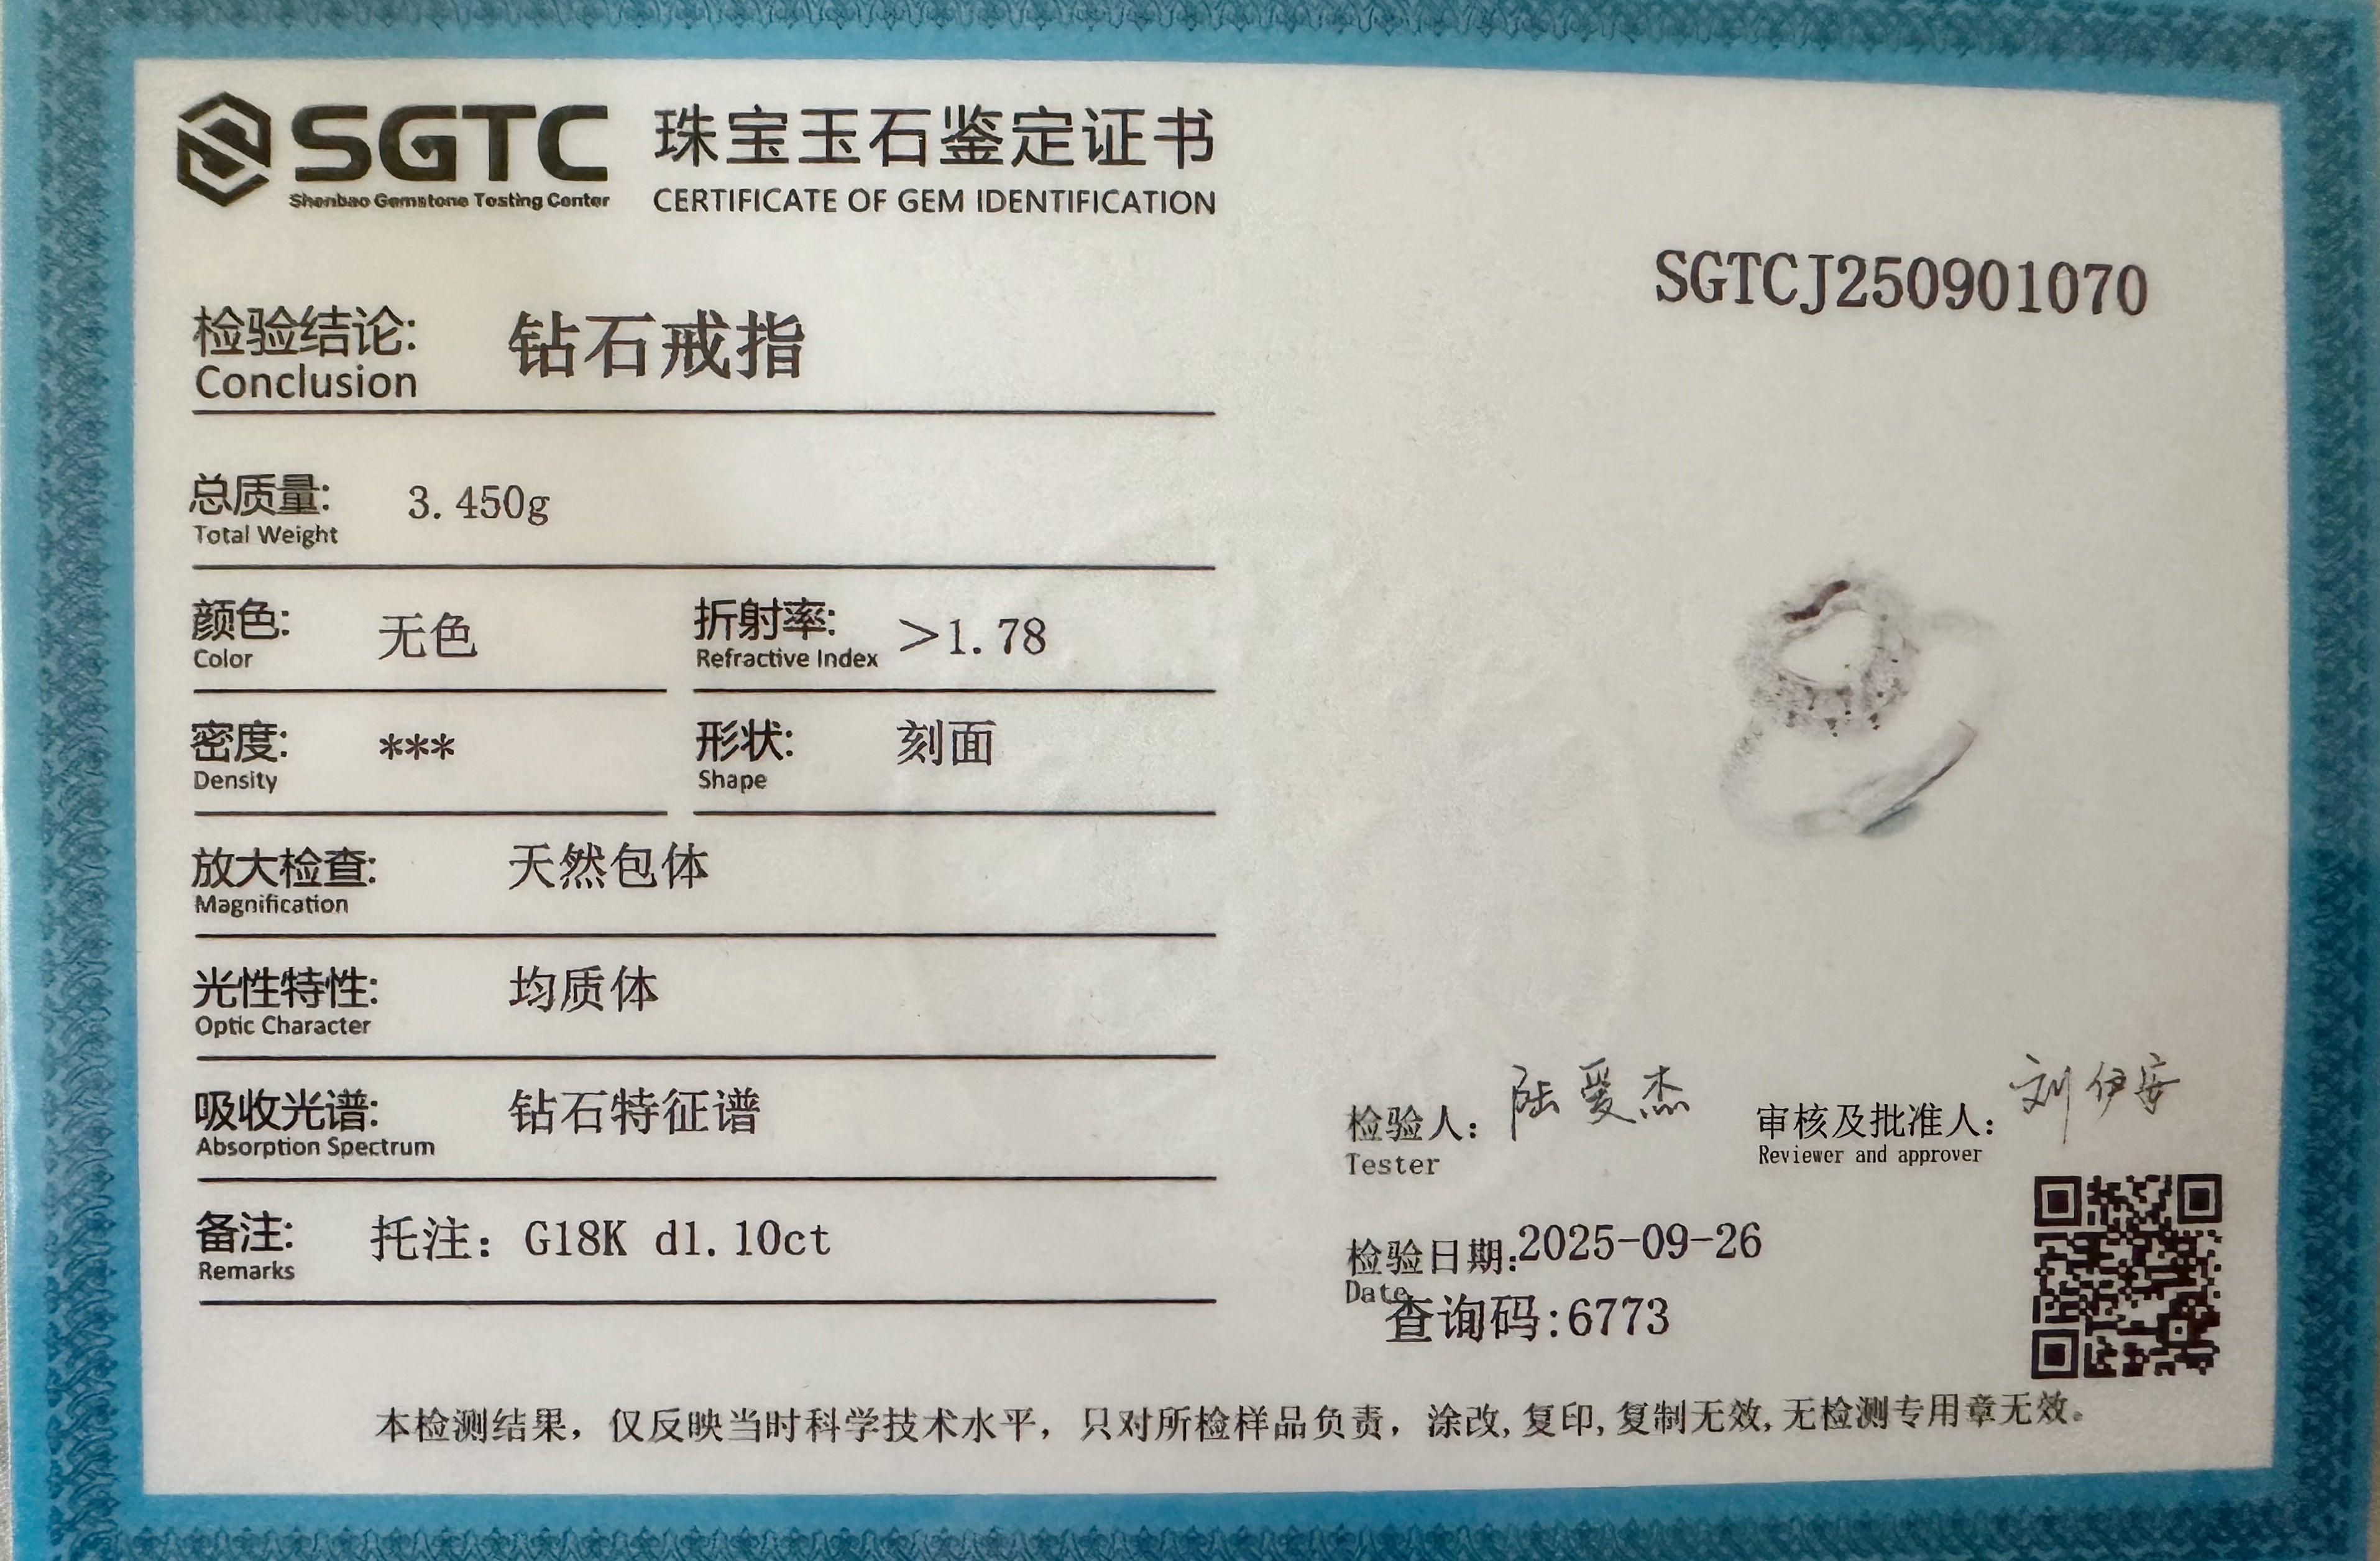 SGTC 珠宝玉石鉴定证书
Shenbao Gemstone Testing Center CERTIFICATE OF GEM IDENTIFICATION
SGTCJ250901070
检验结论: 钻石戒指
Conclusion
总质量: 3.450g
Total Weight
颜色: 无色 折射率: >1.78
Color Refractive Index
密度: *** 形状: 刻面
Density Shape
放大检查: 天然包体
Magnification
光性特性: 均质体
Optic Character
吸收光谱: 钻石特征谱
Absorption Spectrum
备注: 托注: G18K d1.10ct
Remarks
检验人: 陆爱杰 审核及批准人: 刘伊安
Tester Reviewer and approver
检验日期:2025-09-26
Date
查询码:6773
本检测结果，仅反映当时科学技术水平，只对所检样品负责，涂改,复印,复制无效,无检测专用章无效。